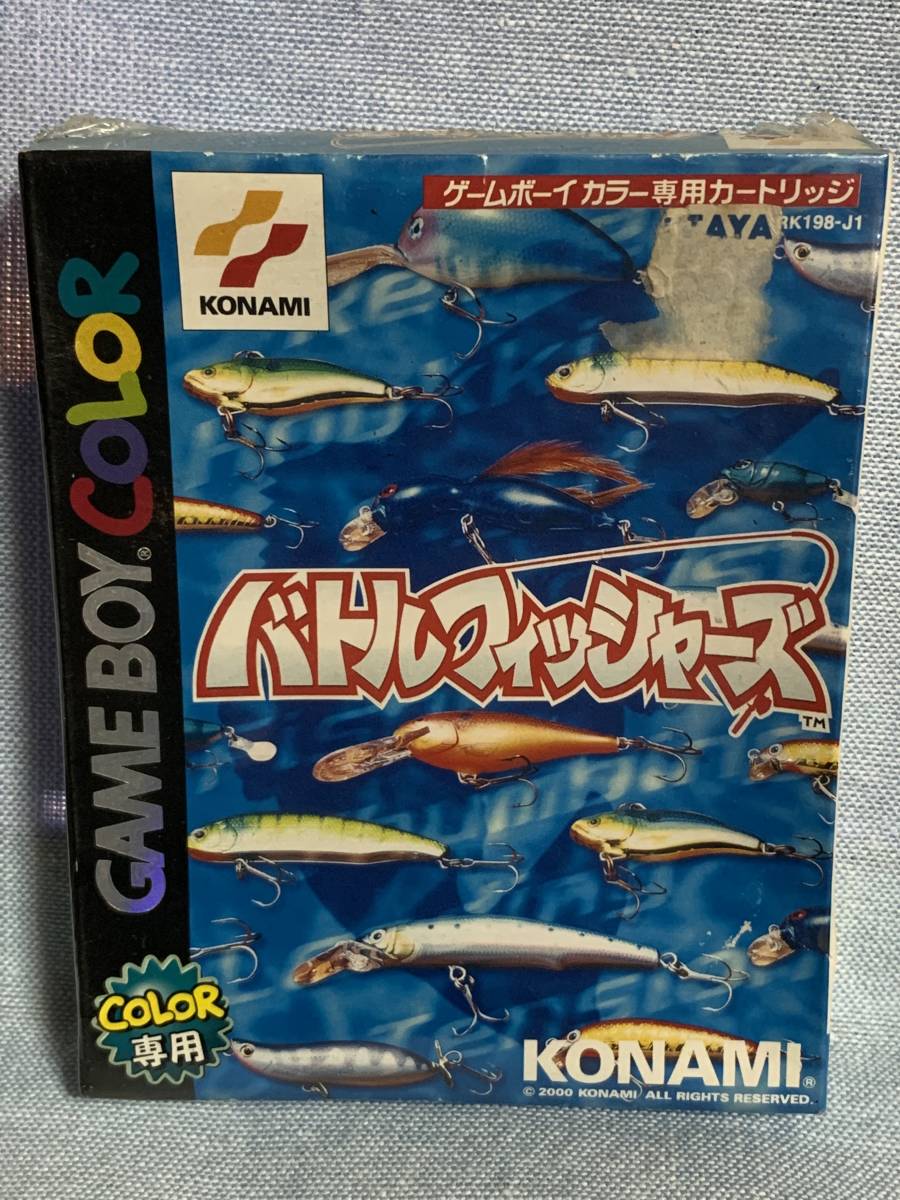 ゲームボーイカラー専用カートリッジ
RK198-J1
KONAMI
GAME BOY® COLOR
バトルフィッシャーズ
TM
COLOR
専用
KONAMI®
© 2000 KONAMI ALL RIGHTS RESERVED.